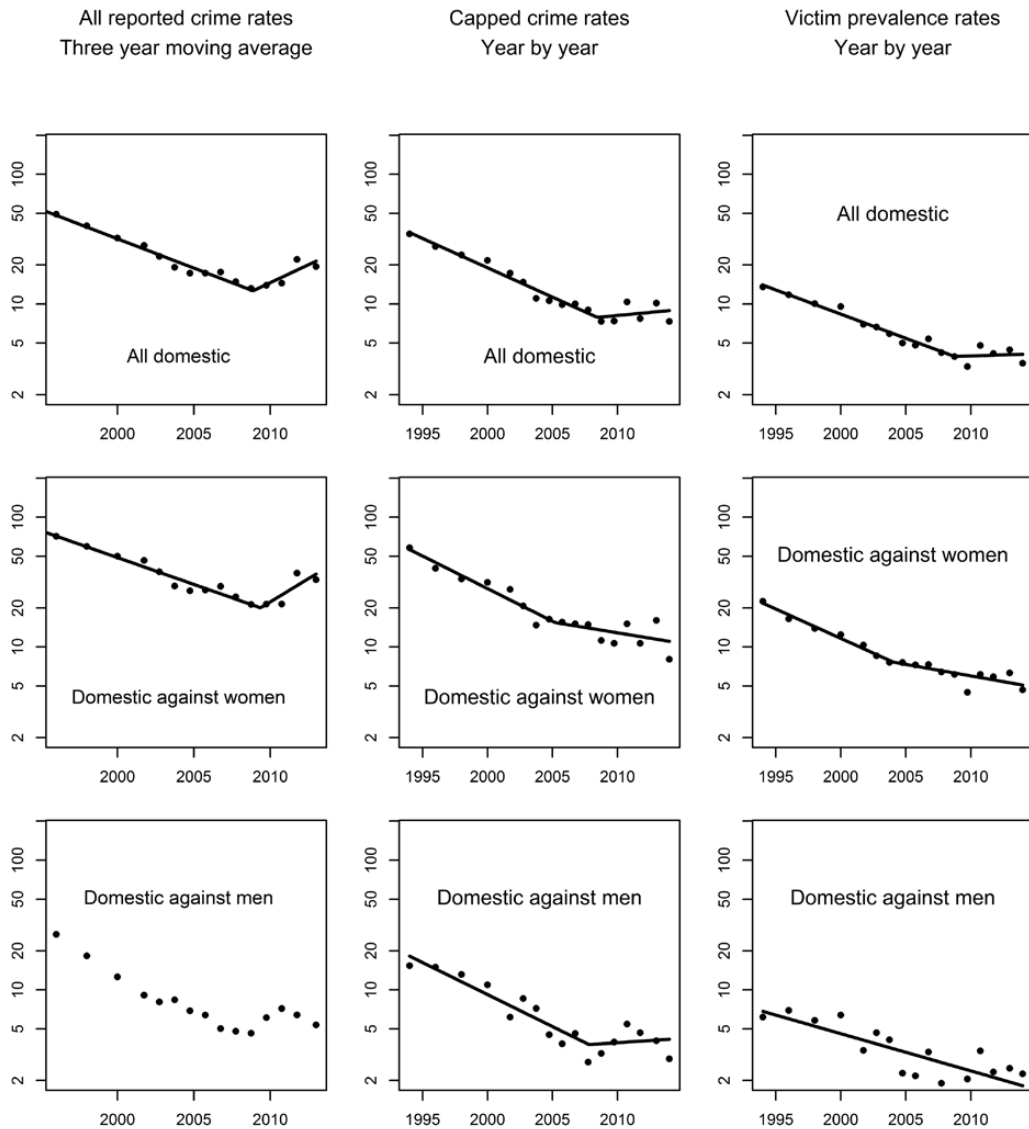 All reported crime rates
Three year moving average
Capped crime rates
Year by year
Victim prevalence rates
Year by year
100
50
20
10
5
2
All domestic
2000 2005 2010
100
50
20
10
5
2
All domestic
1995 2000 2005 2010
100
50
20
10
5
2
All domestic
1995 2000 2005 2010
100
50
20
10
5
2
Domestic against women
2000 2005 2010
100
50
20
10
5
2
Domestic against women
1995 2000 2005 2010
100
50
20
10
5
2
Domestic against women
1995 2000 2005 2010
100
50
20
10
5
2
Domestic against men
2000 2005 2010
100
50
20
10
5
2
Domestic against men
1995 2000 2005 2010
100
50
20
10
5
2
Domestic against men
1995 2000 2005 2010